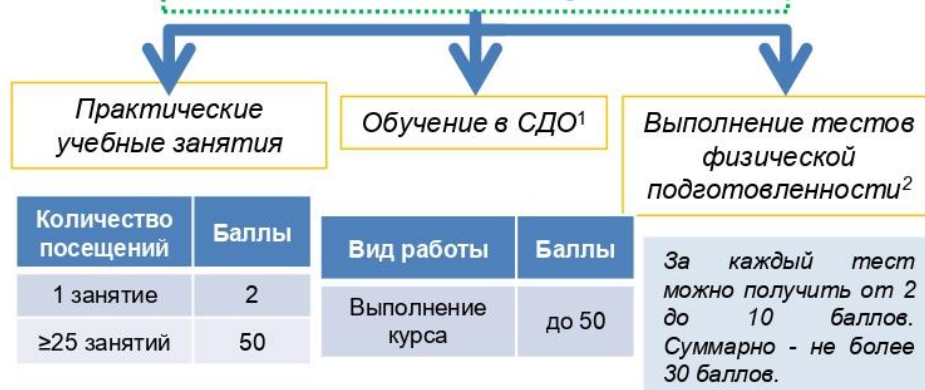 Практические
учебные занятия
Обучение в СДО¹
Выполнение тестов
физической
подготовленности²
Количество
посещений
Баллы
1 занятие
2
≥25 занятий
50
Вид работы
Баллы
Выполнение
курса
до 50
За каждый тест
можно получить от 2
до 10 баллов.
Суммарно - не более
30 баллов.